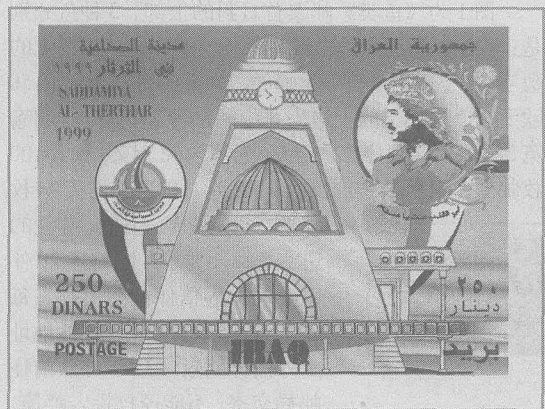 مدينة الصدامية
في الثرثار ١٩٩٩
SADDAMIYA
AL- THERTHAR
1999
جمهورية العراق
250
DINARS
POSTAGE
IRAQ
٢٥٠
دينار
بريد